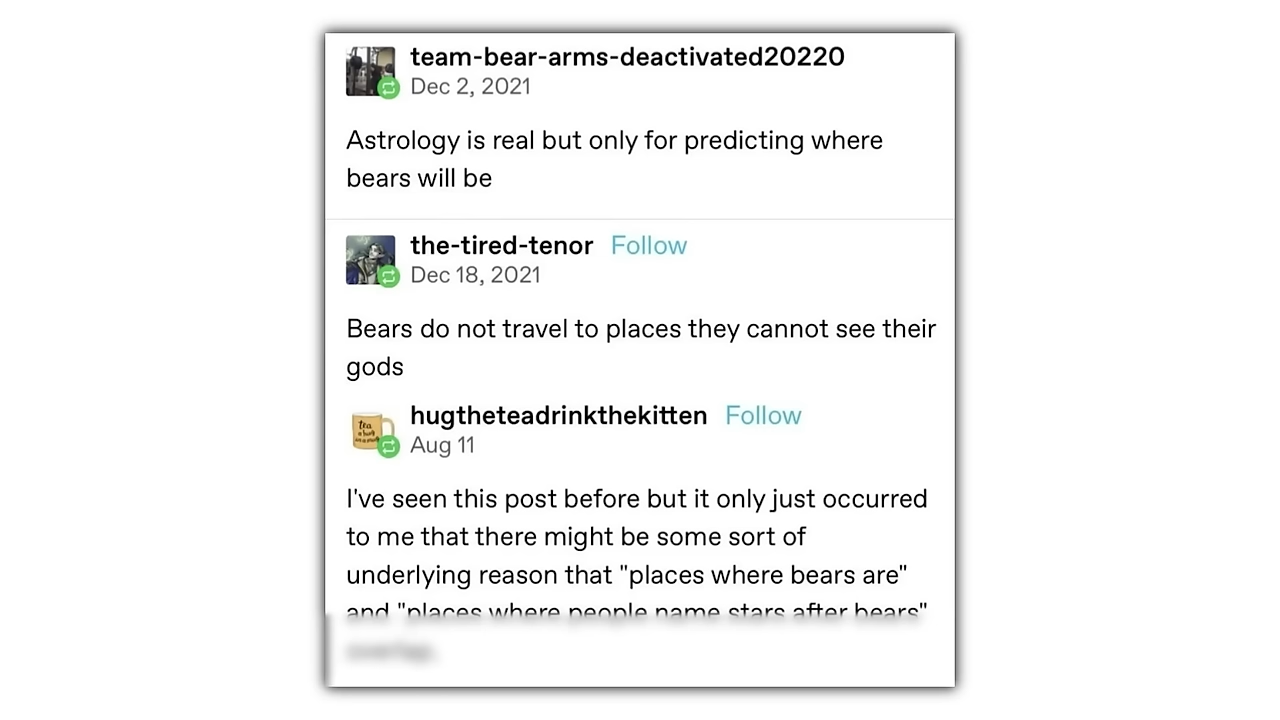 team-bear-arms-deactivated20220
Dec 2, 2021
Astrology is real but only for predicting where
bears will be
the-tired-tenor Follow
Dec 18, 2021
Bears do not travel to places they cannot see their
gods
hugtheteadrinkthekitten Follow
Aug 11
I've seen this post before but it only just occurred
to me that there might be some sort of
underlying reason that "places where bears are"
and "places where people name stars after bears"